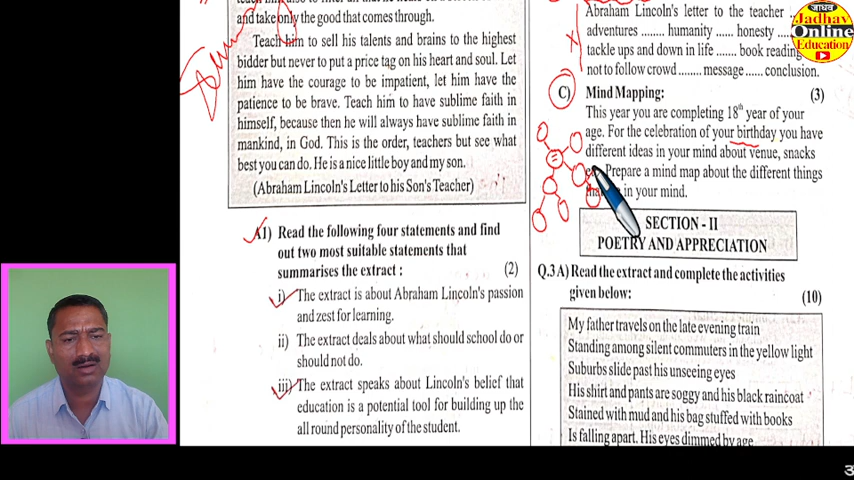 and take only the good that comes through.
Teach him to sell his talents and brains to the highest
bidder but never to put a price tag on his heart and soul. Let
him have the courage to be impatient, let him have the
patience to be brave. Teach him to have sublime faith in
himself, because then he will always have sublime faith in
mankind, in God. This is the order, teachers but see what
best you can do. He is a nice little boy and my son.
(Abraham Lincoln's Letter to his Son's Teacher)
A1) Read the following four statements and find
out two most suitable statements that
summarises the extract : (2)
i) The extract is about Abraham Lincoln's passion
and zest for learning.
ii) The extract deals about what should school do or
should not do.
iii) The extract speaks about Lincoln's belief that
education is a potential tool for building up the
all round personality of the student.
Abraham Lincoln's letter to the teacher
adventures ........ humanity ...... honesty
tackle ups and down in life ...... book reading
not to follow crowd ........ message ...... conclusion.
C) Mind Mapping: (3)
This year you are completing 18th year of your
age. For the celebration of your birthday you have
different ideas in your mind about venue, snacks
Prepare a mind map about the different things
in your mind.
SECTION - II
POETRY AND APPRECIATION
Q.3A) Read the extract and complete the activities
given below: (10)
My father travels on the late evening train
Standing among silent commuters in the yellow light
Suburbs slide past his unseeing eyes
His shirt and pants are soggy and his black raincoat
Stained with mud and his bag stuffed with books
Is falling apart. His eyes dimmed by age
जाधव
Jadhav
Online
Education